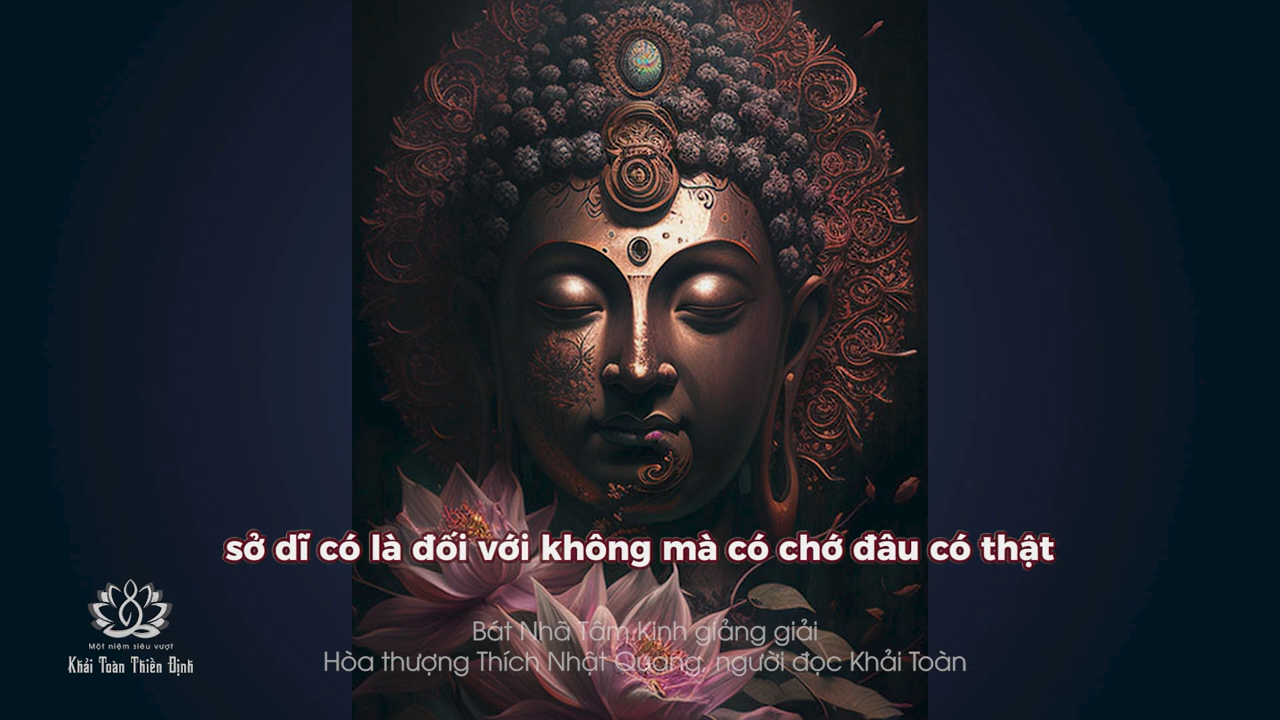 sở dĩ có là đối với không mà có chớ đâu có thật
Bát Nhã Tâm Kinh giảng giải
Hòa thượng Thích Nhật Quang, người đọc Khải Toàn
Một niệm siêu vượt
Khải Toàn Thiền Định